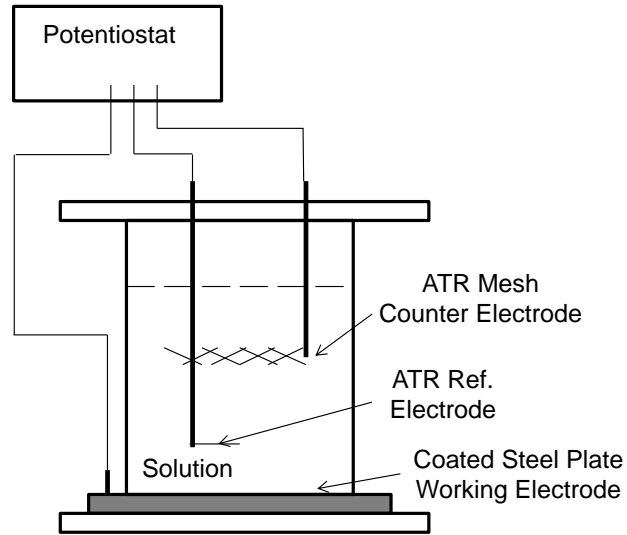 Potentiostat
ATR Mesh
Counter Electrode
ATR Ref.
Electrode
Solution
Coated Steel Plate
Working Electrode